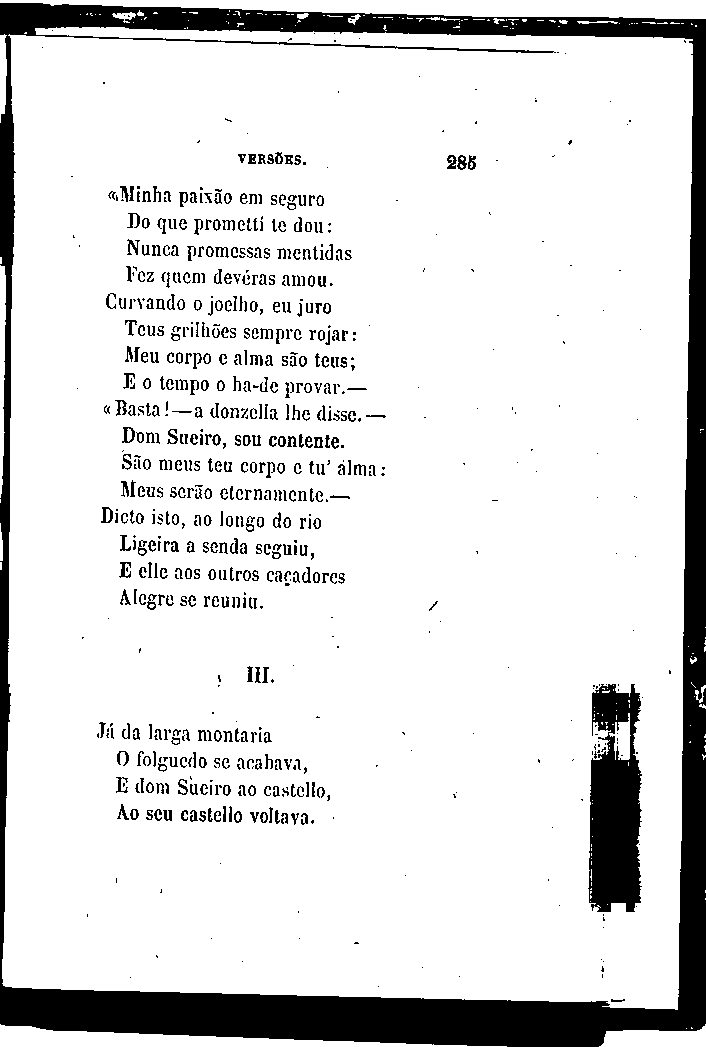 VERSÕES. 285
«Minha paixão em seguro
Do que prometti te dou:
Nunca promessas mentidas
Fez quem devéras amou.
Curvando o joelho, eu juro
Teus grilhões sempre rojar:
Meu corpo e alma são teus;
E o tempo o ha-de provar.—
«Basta!—a donzella lhe disse.—
Dom Sueiro, sou contente.
São meus teu corpo e tu' alma:
Meus serão eternamente.—
Dicto isto, ao longo do rio
Ligeira a senda seguiu,
E elle aos outros caçadores
Alegre se reuniu.
III.
Já da larga montaria
O folguedo se acabava,
E dom Sueiro ao castello,
Ao seu castello voltava.